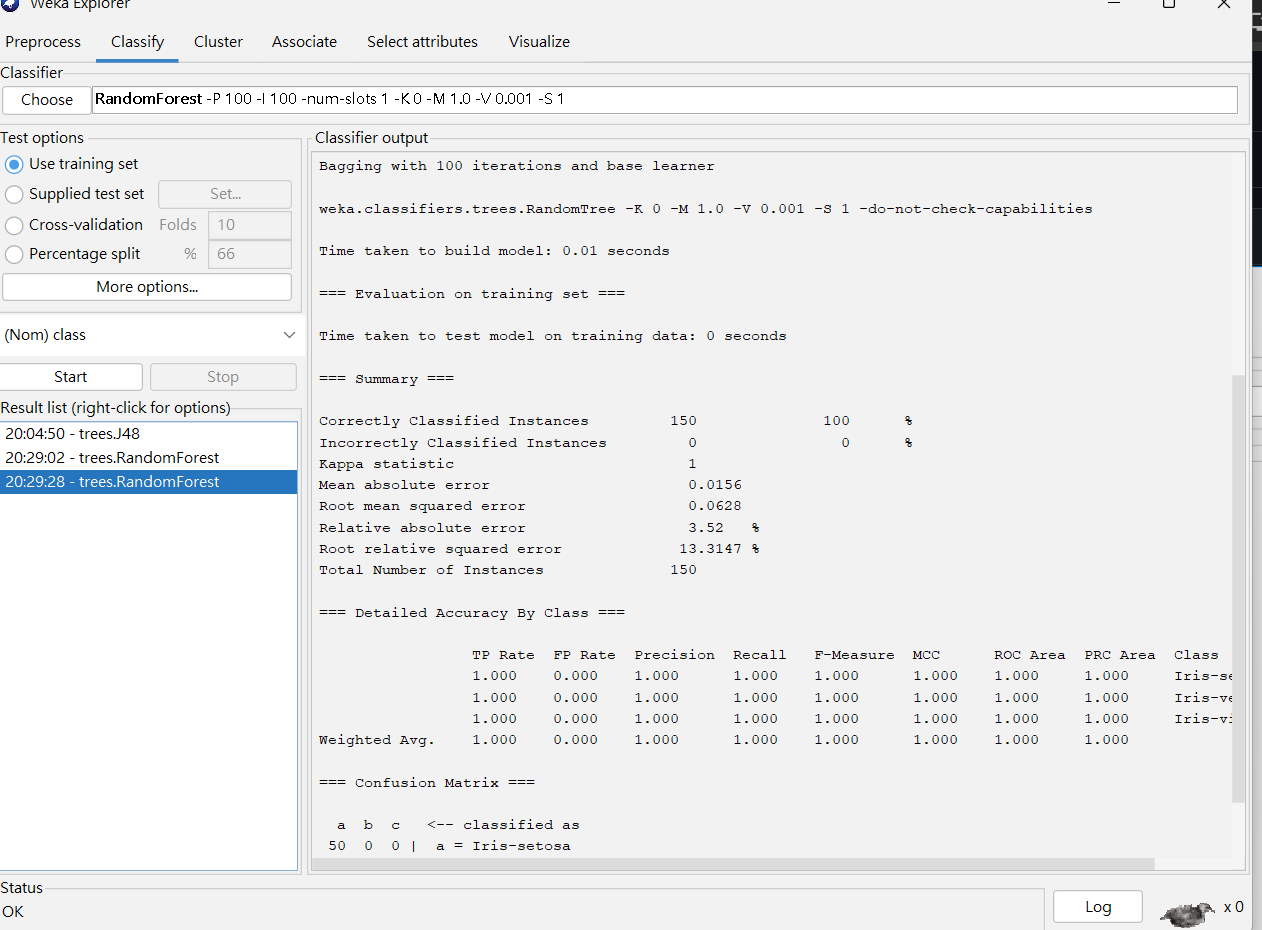 Weka Explorer
Preprocess Classify Cluster Associate Select attributes Visualize
Classifier
Choose RandomForest -P 100 -I 100 -num-slots 1 -K 0 -M 1.0 -V 0.001 -S 1
Test options
Use training set
Supplied test set Set...
Cross-validation Folds 10
Percentage split % 66
More options...
(Nom) class
Start Stop
Result list (right-click for options)
20:04:50 - trees.J48
20:29:02 - trees.RandomForest
20:29:28 - trees.RandomForest
Classifier output
Bagging with 100 iterations and base learner
weka.classifiers.trees.RandomTree -K 0 -M 1.0 -V 0.001 -S 1 -do-not-check-capabilities
Time taken to build model: 0.01 seconds
=== Evaluation on training set ===
Time taken to test model on training data: 0 seconds
=== Summary ===
Correctly Classified Instances 150 100 %
Incorrectly Classified Instances 0 0 %
Kappa statistic 1
Mean absolute error 0.0156
Root mean squared error 0.0628
Relative absolute error 3.52 %
Root relative squared error 13.3147 %
Total Number of Instances 150
=== Detailed Accuracy By Class ===
TP Rate FP Rate Precision Recall F-Measure MCC ROC Area PRC Area Class
1.000 0.000 1.000 1.000 1.000 1.000 1.000 1.000 Iris-se
1.000 0.000 1.000 1.000 1.000 1.000 1.000 1.000 Iris-ve
1.000 0.000 1.000 1.000 1.000 1.000 1.000 1.000 Iris-vi
Weighted Avg. 1.000 0.000 1.000 1.000 1.000 1.000 1.000 1.000
=== Confusion Matrix ===
a b c <-- classified as
50 0 0 | a = Iris-setosa
Status
OK
Log x 0